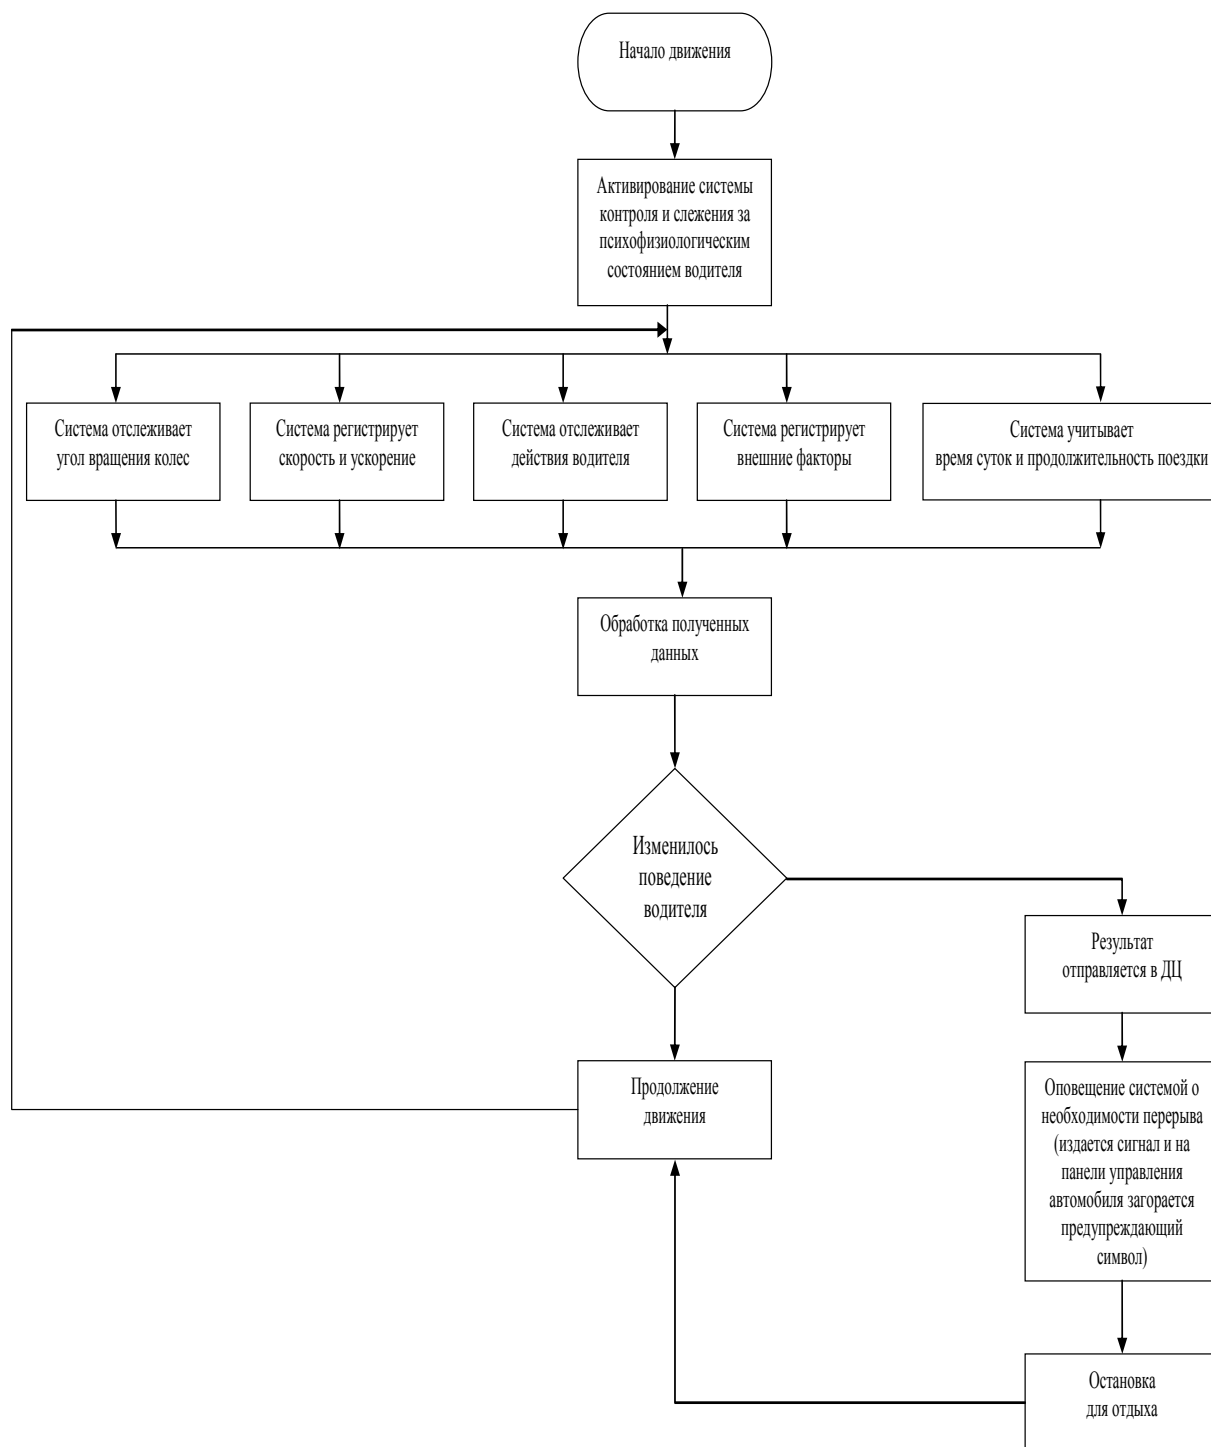 Начало движения
Активирование системы
контроля и слежения за
психофизиологическим
состоянием водителя
Система отслеживает
угол вращения колес
Система регистрирует
скорость и ускорение
Система отслеживает
действия водителя
Система регистрирует
внешние факторы
Система учитывает
время суток и продолжительность поездки
Обработка полученных
данных
Изменилось
поведение
водителя
Результат
отправляется в ДЦ
Продолжение
движения
Оповещение системой о
необходимости перерыва
(издается сигнал и на
панели управления
автомобиля загорается
предупреждающий
символ)
Остановка
для отдыха